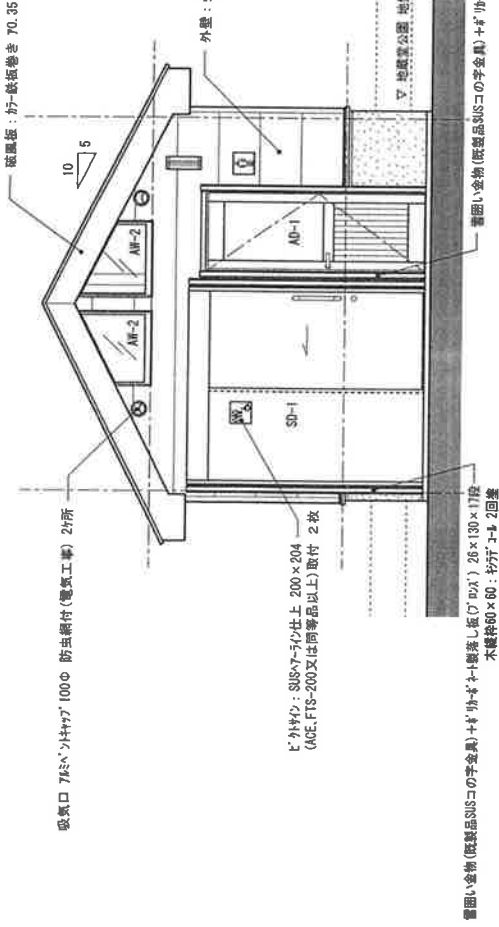 破風板：カラー鉄板巻き 70.35
10
5
吸気口 アルミベントキャップ 100Φ 防虫網付(電気工事) 2ケ所
AW-2
AW-2
外壁：
ピクトサイン：SUSヘアーライン仕上 200×204
(ACE,FTS-200又は同等品以上)取付 2枚
SD-1
AD-1
▽ 地蔵堂公園 地
雪囲い金物(既製品SUSコの字金具)+ポリカ
雪囲い金物(既製品SUSコの字金具)+ポリカーボネート製落し板(ブロンズ) 26×130×17段
木縦枠60×60：キシラデコール 2回塗